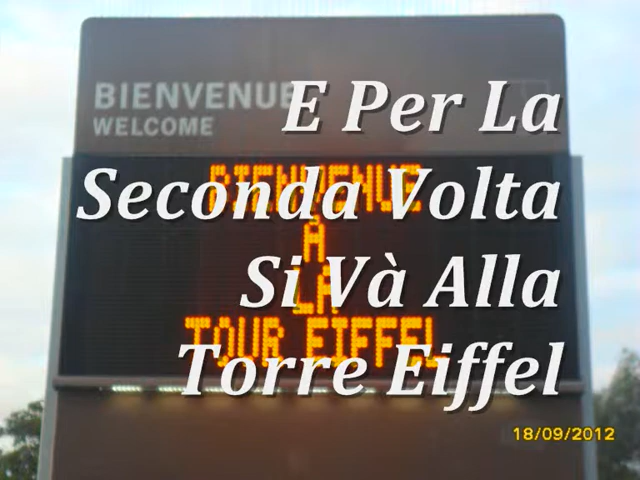 BIENVENUE
WELCOME
E Per La
Seconda Volta
Si Và Alla
Torre Eiffel
BIENVENUE
À
LA
TOUR EIFFEL
18/09/2012